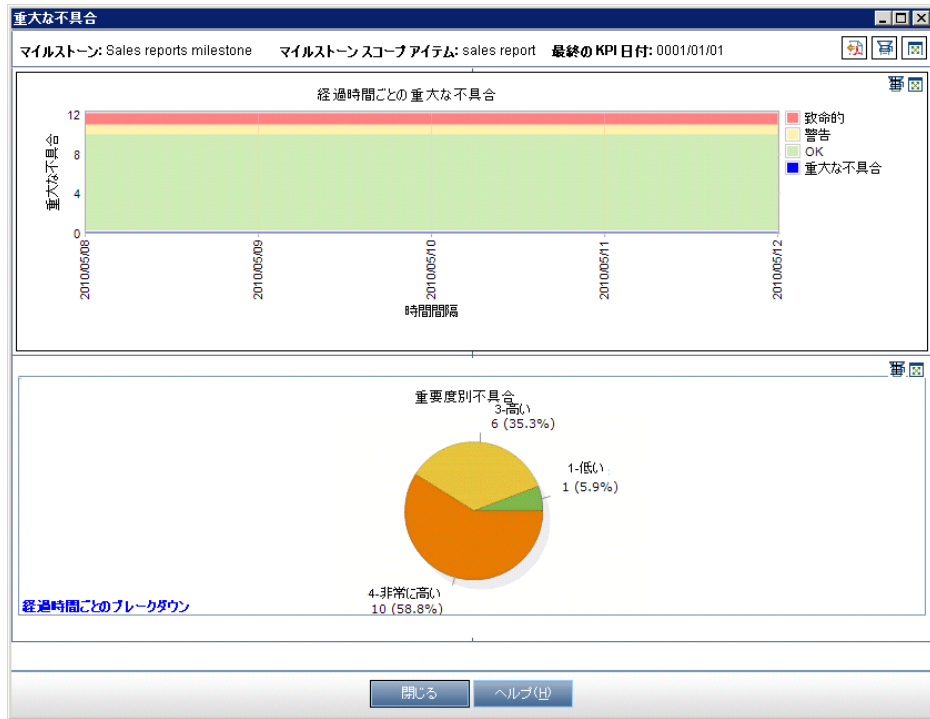 重大な不具合
マイルストーン: Sales reports milestone マイルストーン スコープ アイテム: sales report 最終の KPI 日付: 0001/01/01
経過時間ごとの重大な不具合
12
8
4
0
重大な不具合
致命的
警告
OK
重大な不具合
2010/05/08
2010/05/09
2010/05/10
2010/05/11
2010/05/12
時間間隔
重要度別不具合
3-高い
6 (35.3%)
1-低い
1 (5.9%)
4-非常に高い
10 (58.8%)
経過時間ごとのブレークダウン
閉じる ヘルプ(H)